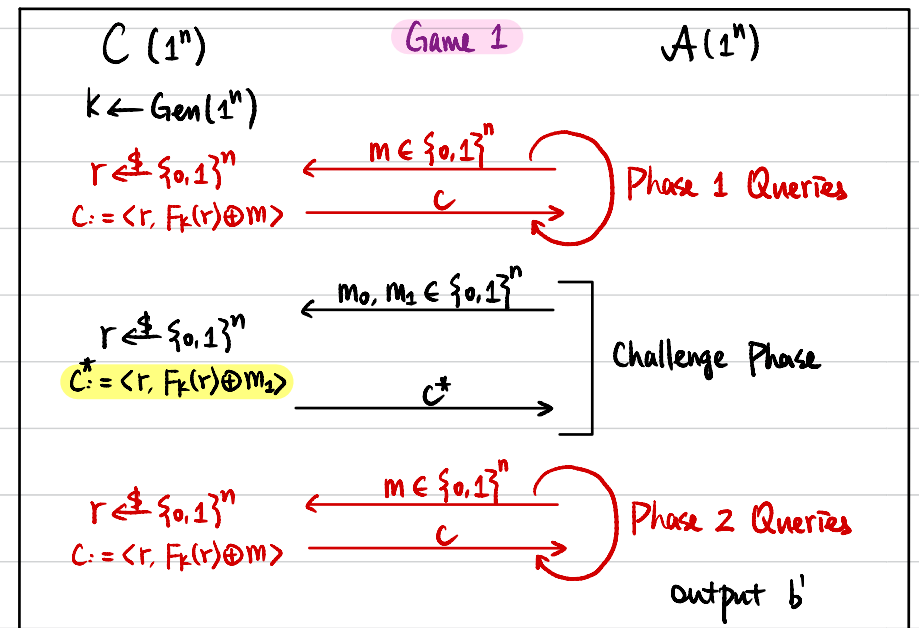 C (1ⁿ) Game 1 A(1ⁿ)
k ← Gen(1ⁿ)
m ∈ {0,1}ⁿ
r ←$ {0,1}ⁿ
Phase 1 Queries
C
C := <r, Fₖ(r)⊕m>
m₀, m₁ ∈ {0,1}ⁿ
r ←$ {0,1}ⁿ
Challenge Phase
C* := <r, Fₖ(r)⊕m₁>
C*
m ∈ {0,1}ⁿ
r ←$ {0,1}ⁿ
Phase 2 Queries
C
C := <r, Fₖ(r)⊕m>
output b'